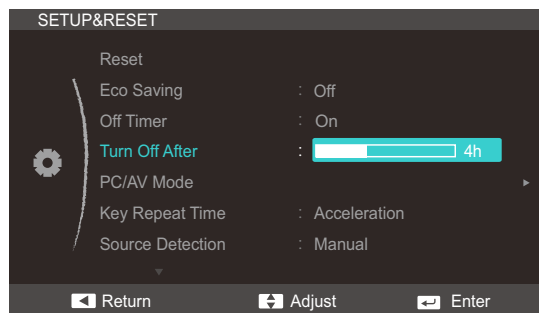 SETUP&RESET
Reset
Eco Saving : Off
Off Timer : On
Turn Off After : 4h
PC/AV Mode
Key Repeat Time : Acceleration
Source Detection : Manual
Return Adjust Enter